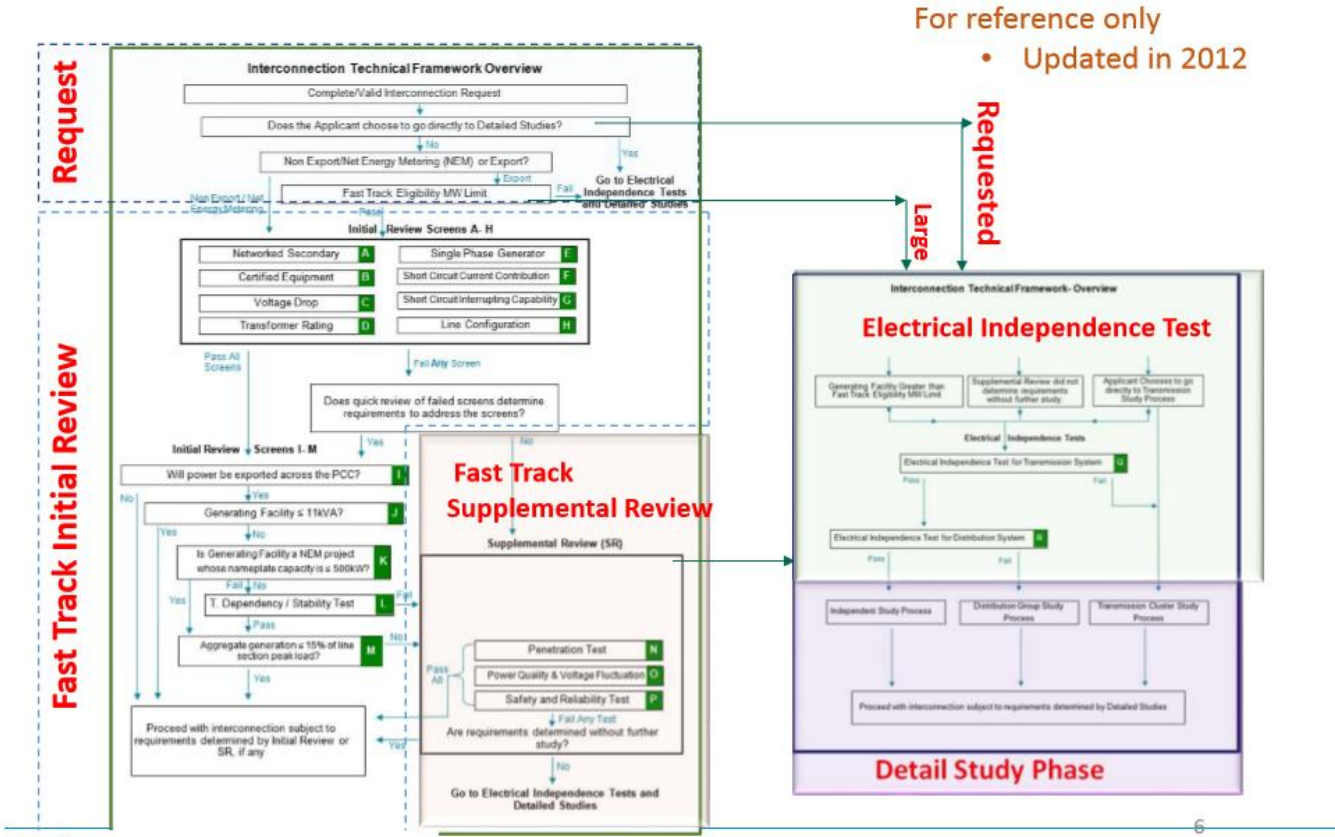 For reference only
• Updated in 2012
Request
Interconnection Technical Framework Overview
Complete/Valid Interconnection Request
Does the Applicant choose to go directly to Detailed Studies?
No
Yes
Non Export/Net Energy Metering (NEM) or Export?
Export
Go to Electrical
Independence Tests
and Detailed Studies
Fast Track Eligibility MW Limit
Fail
Non Export / Net
Energy Metering
Pass
Requested
Large
Fast Track Initial Review
Initial Review Screens A- H
Networked Secondary A
Single Phase Generator E
Certified Equipment B
Short Circuit Current Contribution F
Voltage Drop C
Short Circuit Interrupting Capability G
Transformer Rating D
Line Configuration H
Pass All
Screens
Fail Any Screen
Does quick review of failed screens determine
requirements to address the screens?
Yes
No
Initial Review Screens I- M
Will power be exported across the PCC? I
No
Yes
Generating Facility ≤ 11kVA? J
Yes
No
Is Generating Facility a NEM project
whose nameplate capacity is ≤ 500kW? K
Fail No
Yes
T. Dependency / Stability Test L
Fail
Pass
Aggregate generation ≤ 15% of line
section peak load? M
No
Yes
Proceed with interconnection subject to
requirements determined by Initial Review or
SR, if any
Fast Track
Supplemental Review
Supplemental Review (SR)
Penetration Test N
Power Quality & Voltage Fluctuation O
Safety and Reliability Test P
Pass
All
Fail Any Test
Are requirements determined without further
study?
Yes
No
Go to Electrical Independence Tests and
Detailed Studies
Interconnection Technical Framework- Overview
Electrical Independence Test
Generating Facility Greater than
Fast Track Eligibility MW Limit
Supplemental Review did not
determine requirements
without further study
Applicant Chooses to go
directly to Transmission
Study Process
Electrical Independence Tests
Electrical Independence Test for Transmission System Q
Pass
Fail
Electrical Independence Test for Distribution System R
Pass
Fail
Independent Study Process
Distribution Group Study
Process
Transmission Cluster Study
Process
Proceed with interconnection subject to requirements determined by Detailed Studies
Detail Study Phase
6